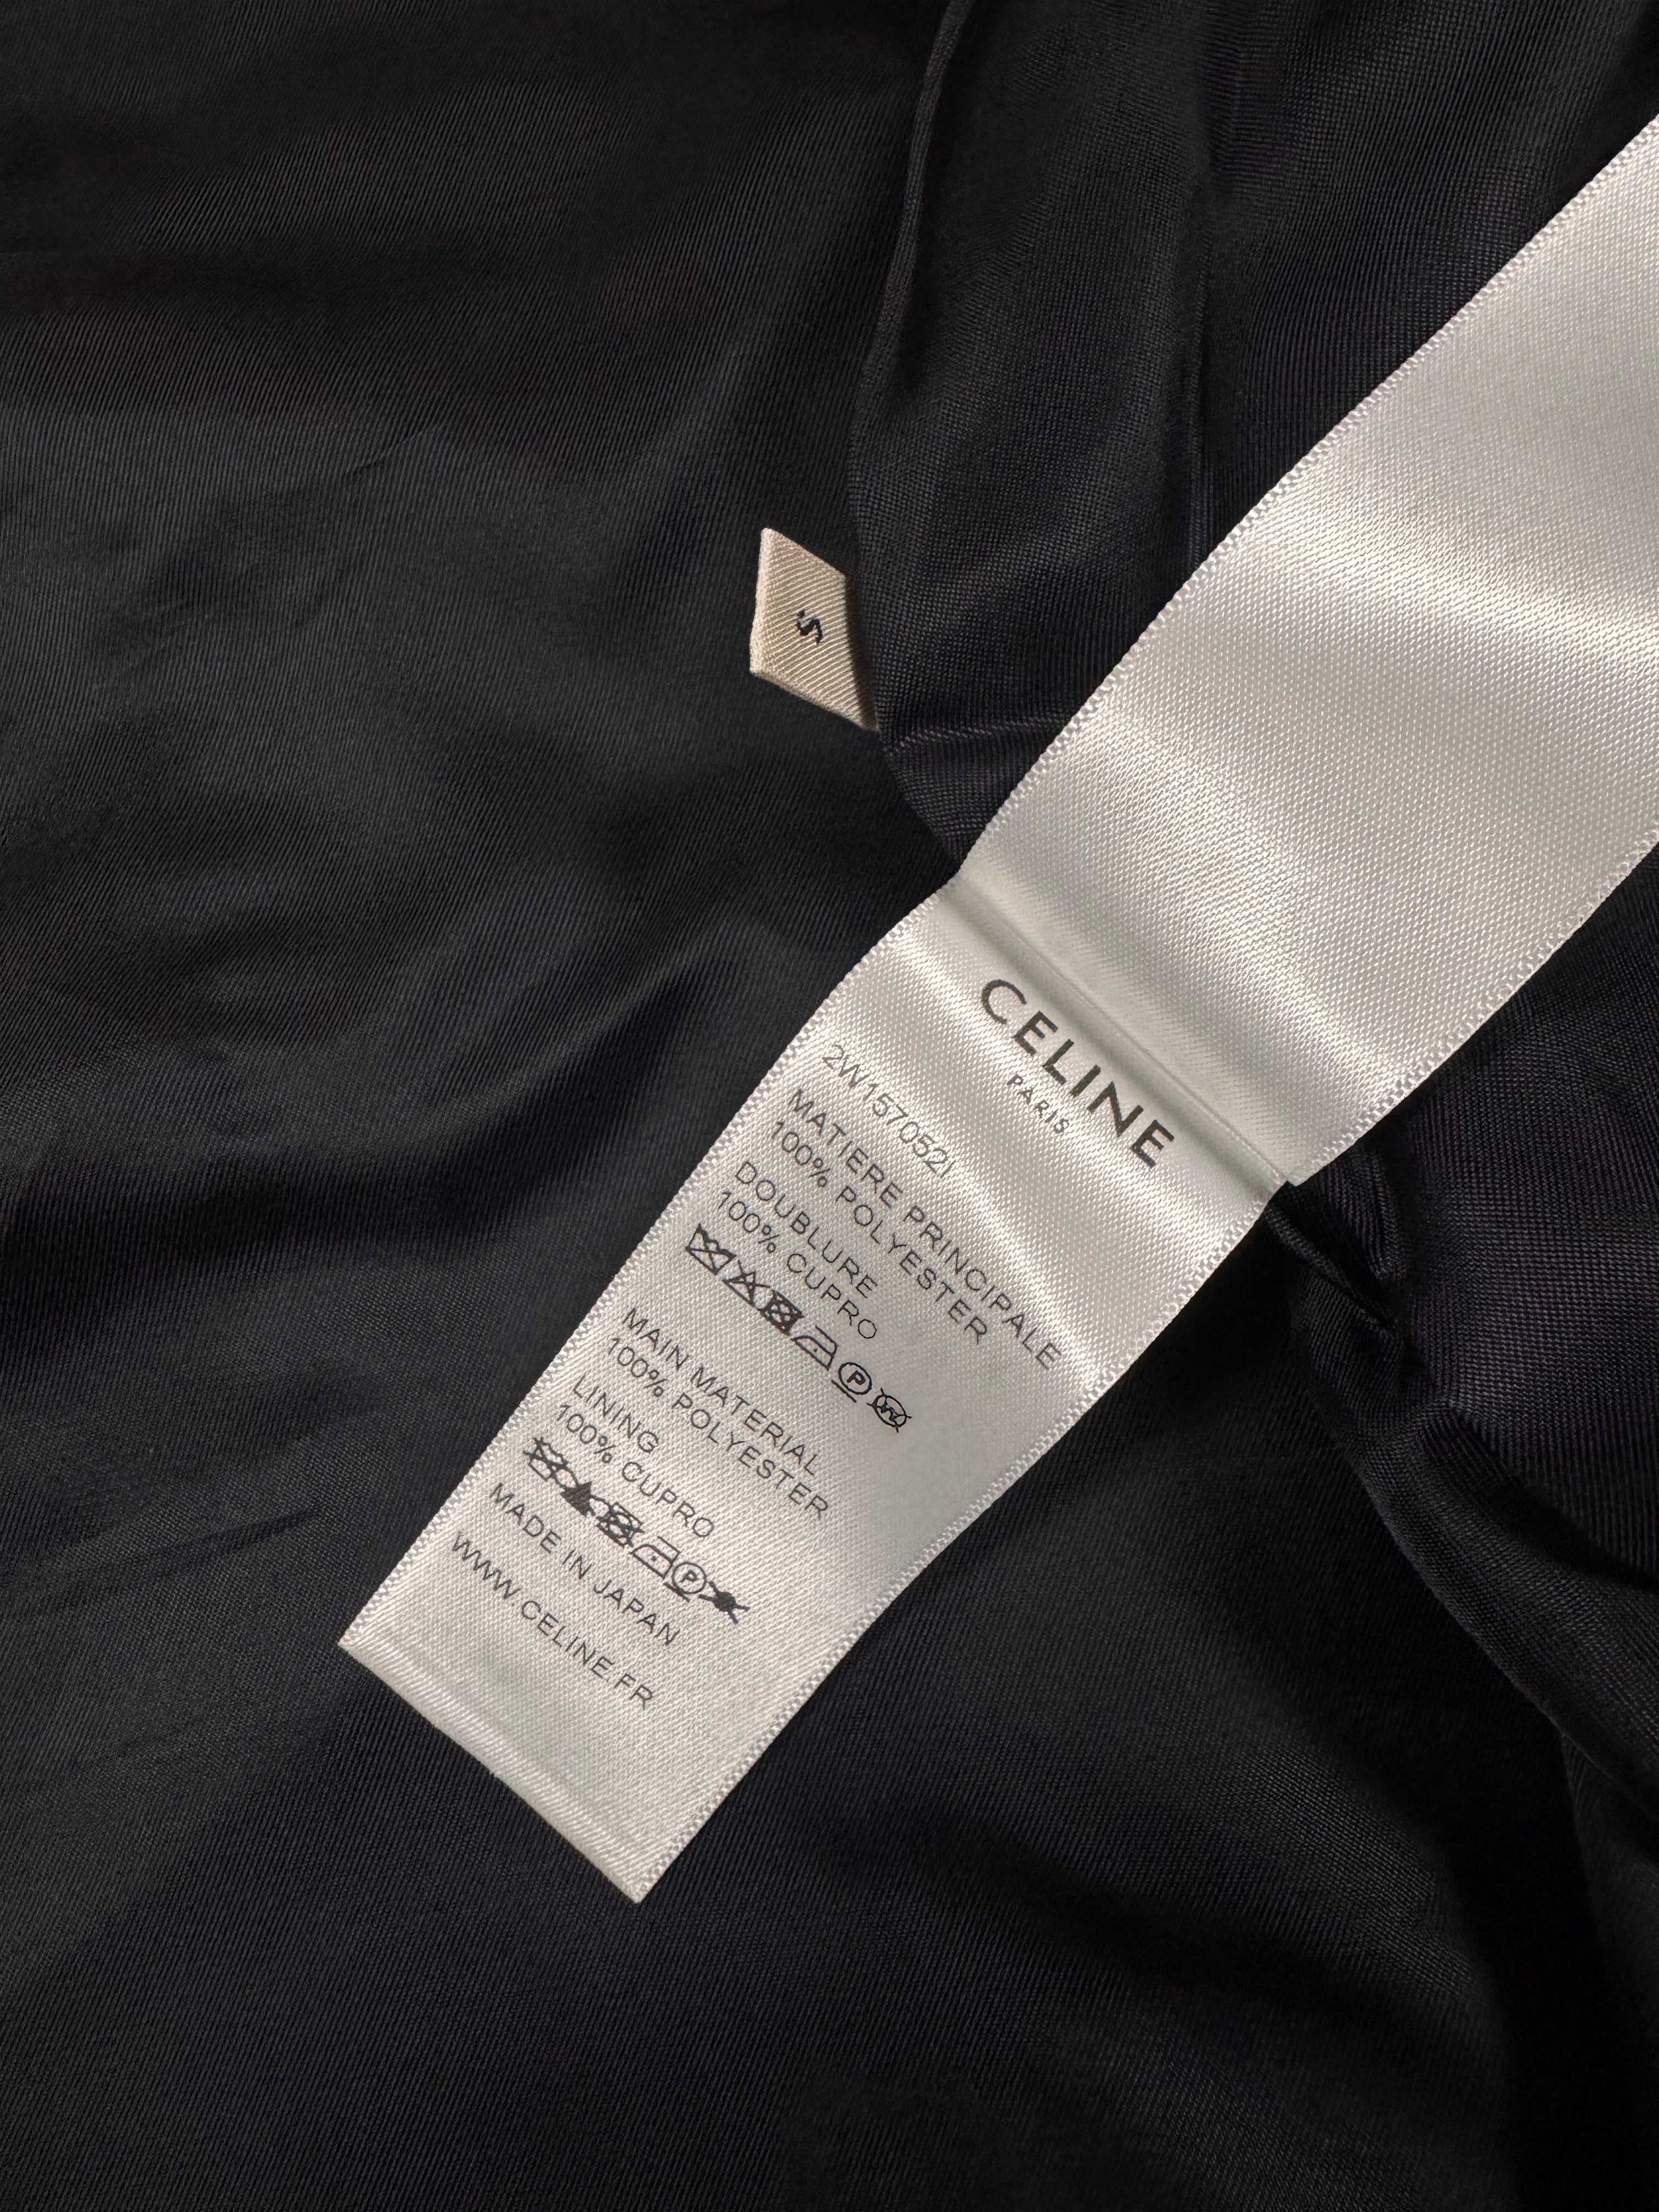 S
CELINE
PARIS
2W157052I
MATIERE PRINCIPALE
100% POLYESTER
DOUBLURE
100% CUPRO
P W
MAIN MATERIAL
100% POLYESTER
LINING
100% CUPRO
P
MADE IN JAPAN
WWW.CELINE.FR